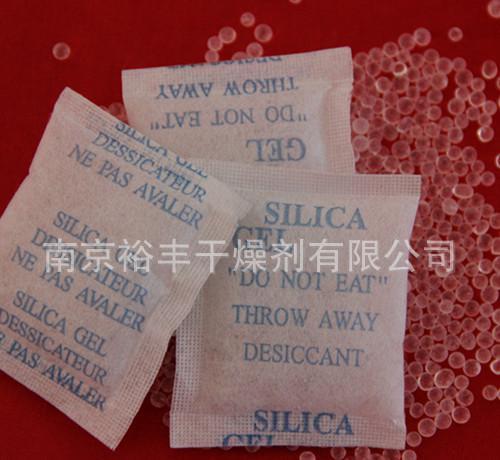 DESICCANT
THROW AWAY
"DO NOT EAT"
GEL
SILICA GEL
DESSICATEUR
NE PAS AVALER
SILICA GEL
DESSICATEUR
NE PAS AVALER
SILICA GEL
DESSICATEUR
NE PAS AVALER
SILICA
GEL
"DO NOT EAT"
THROW AWAY
DESICCANT
SILICA
GEL
南京裕丰干燥剂有限公司